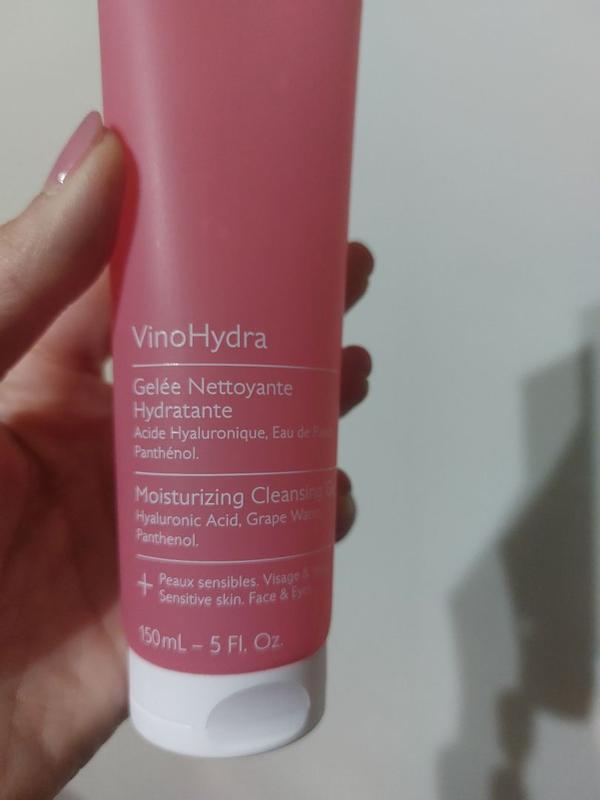 VinoHydra
Gelée Nettoyante
Hydratante
Acide Hyaluronique, Eau de
Panthénol.
Moisturizing Cleansing
Hyaluronic Acid, Grape Water,
Panthenol.
+ Peaux sensibles. Visage &
Sensitive skin. Face & Eyes
150mL – 5 Fl. Oz.